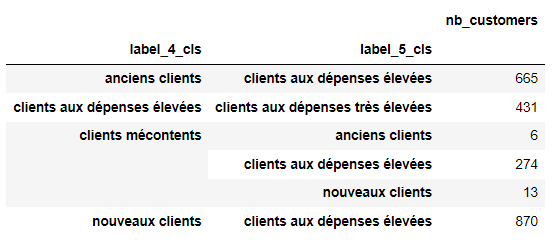 nb_customers
label_4_cls label_5_cls
anciens clients clients aux dépenses élevées 665
clients aux dépenses élevées clients aux dépenses très élevées 431
clients mécontents anciens clients 6
clients aux dépenses élevées 274
nouveaux clients 13
nouveaux clients clients aux dépenses élevées 870